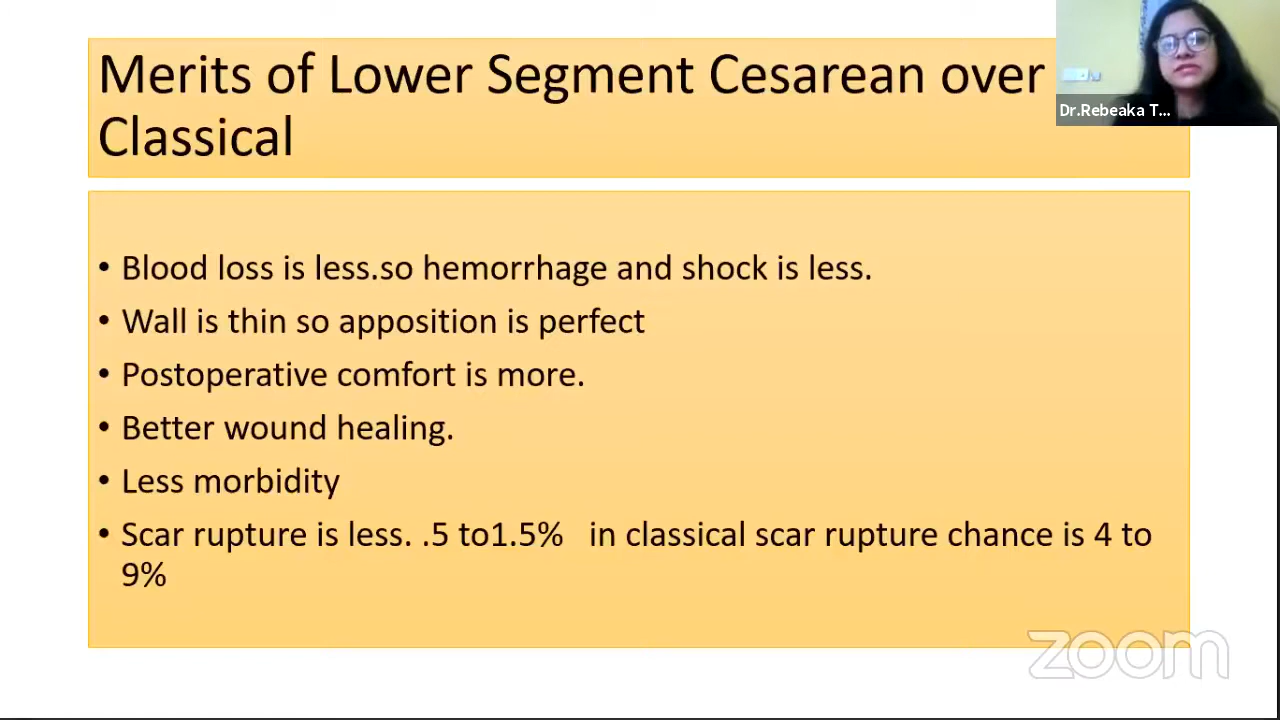 Merits of Lower Segment Cesarean over
Classical
Dr.Rebeaka T...
• Blood loss is less.so hemorrhage and shock is less.
• Wall is thin so apposition is perfect
• Postoperative comfort is more.
• Better wound healing.
• Less morbidity
• Scar rupture is less. .5 to1.5%   in classical scar rupture chance is 4 to
9%
zoom